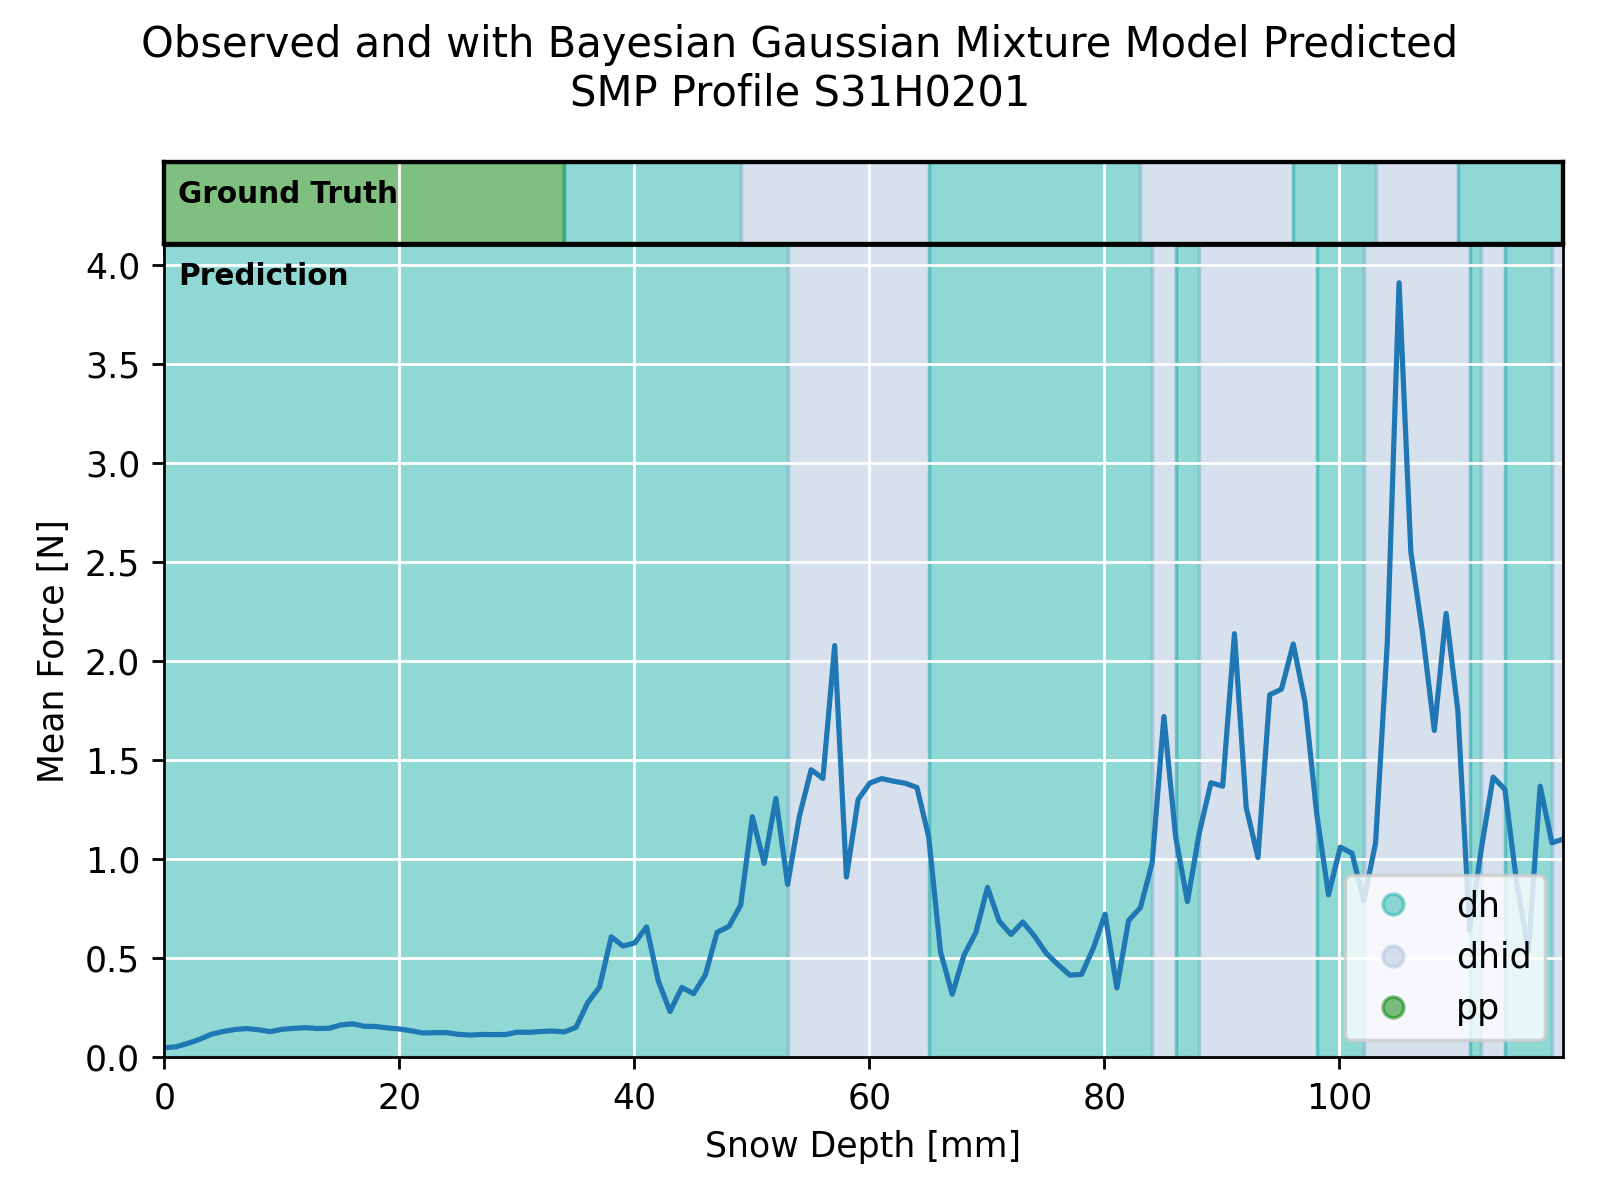 Observed and with Bayesian Gaussian Mixture Model Predicted
SMP Profile S31H0201
Ground Truth
Prediction
4.0
3.5
3.0
2.5
2.0
1.5
1.0
0.5
0.0
Mean Force [N]
dh
dhid
pp
0 20 40 60 80 100
Snow Depth [mm]